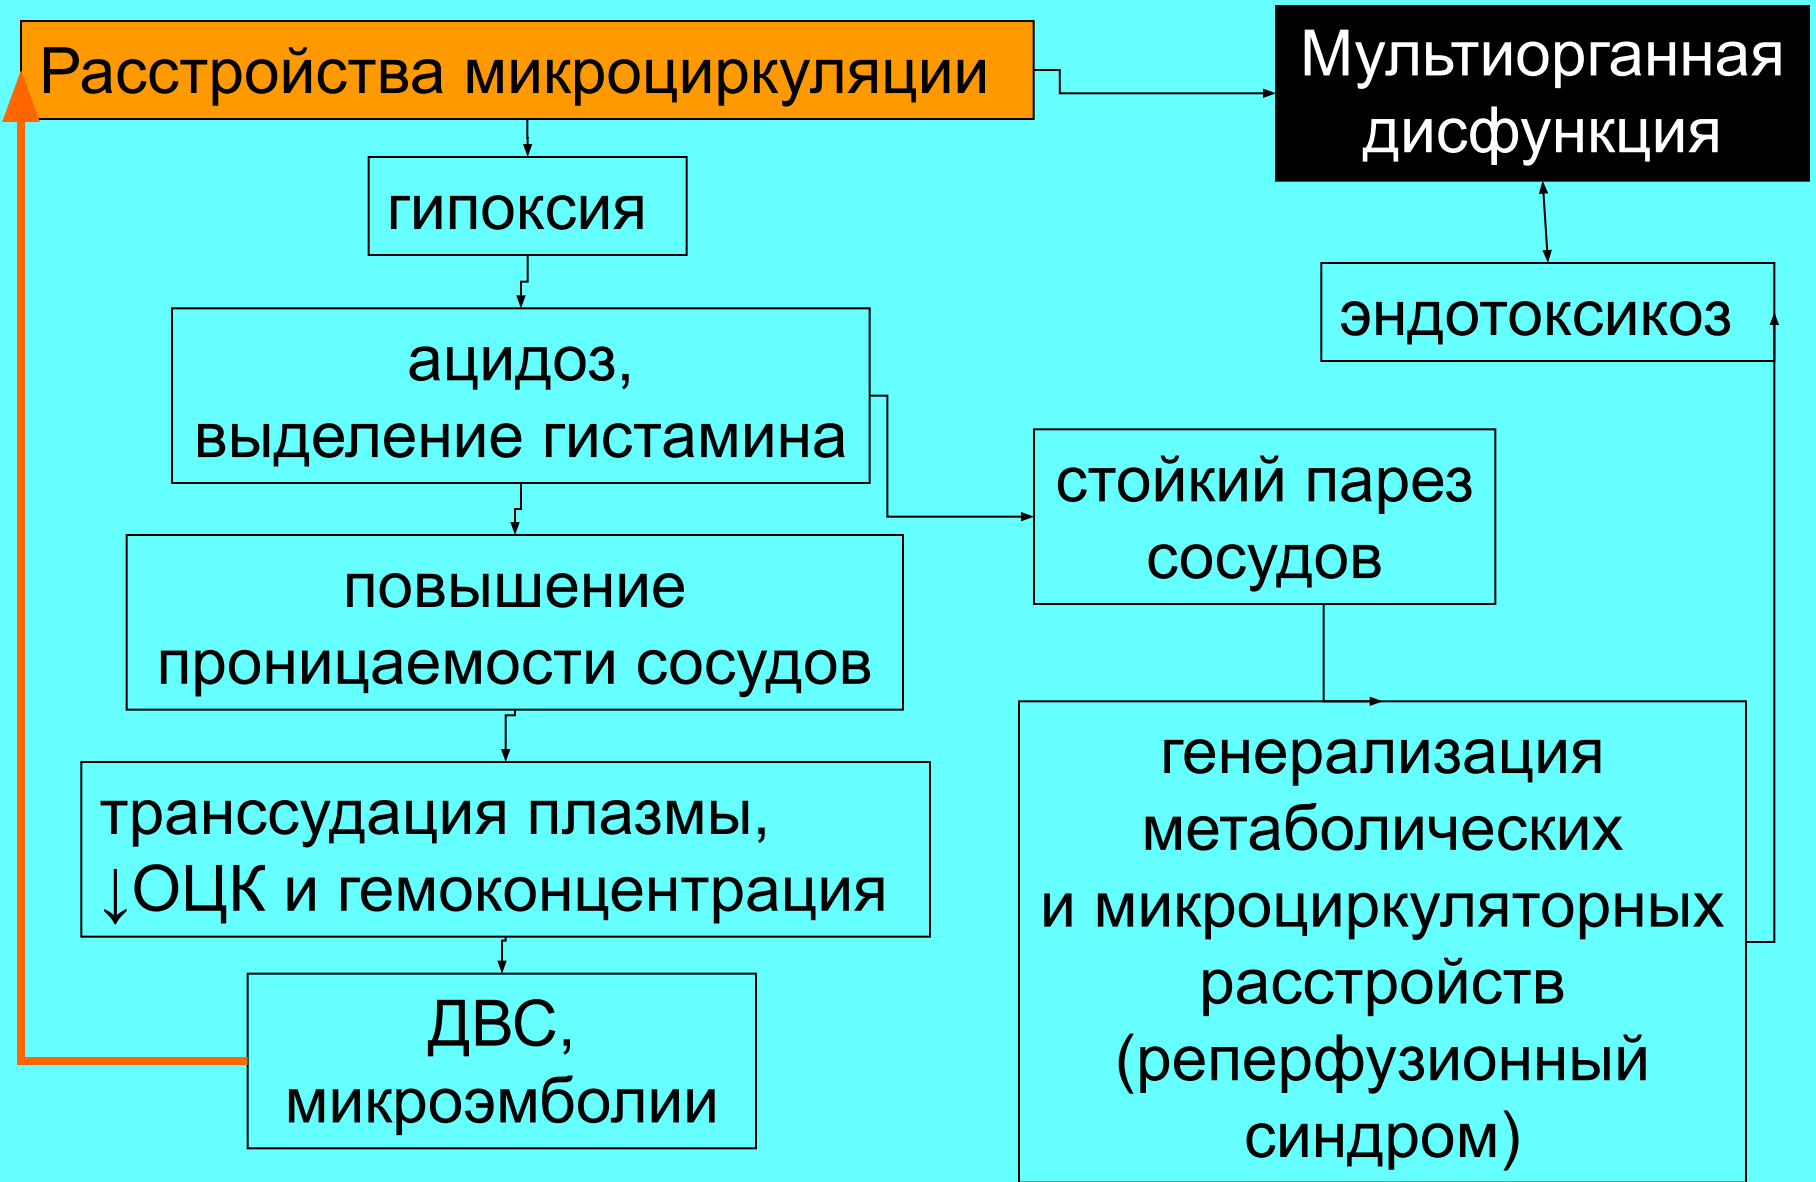 Расстройства микроциркуляции
Мультиорганная
дисфункция
гипоксия
эндотоксикоз
ацидоз,
выделение гистамина
стойкий парез
сосудов
повышение
проницаемости сосудов
транссудация плазмы,
↓ОЦК и гемоконцентрация
генерализация
метаболических
и микроциркуляторных
расстройств
(реперфузионный
синдром)
ДВС,
микроэмболии